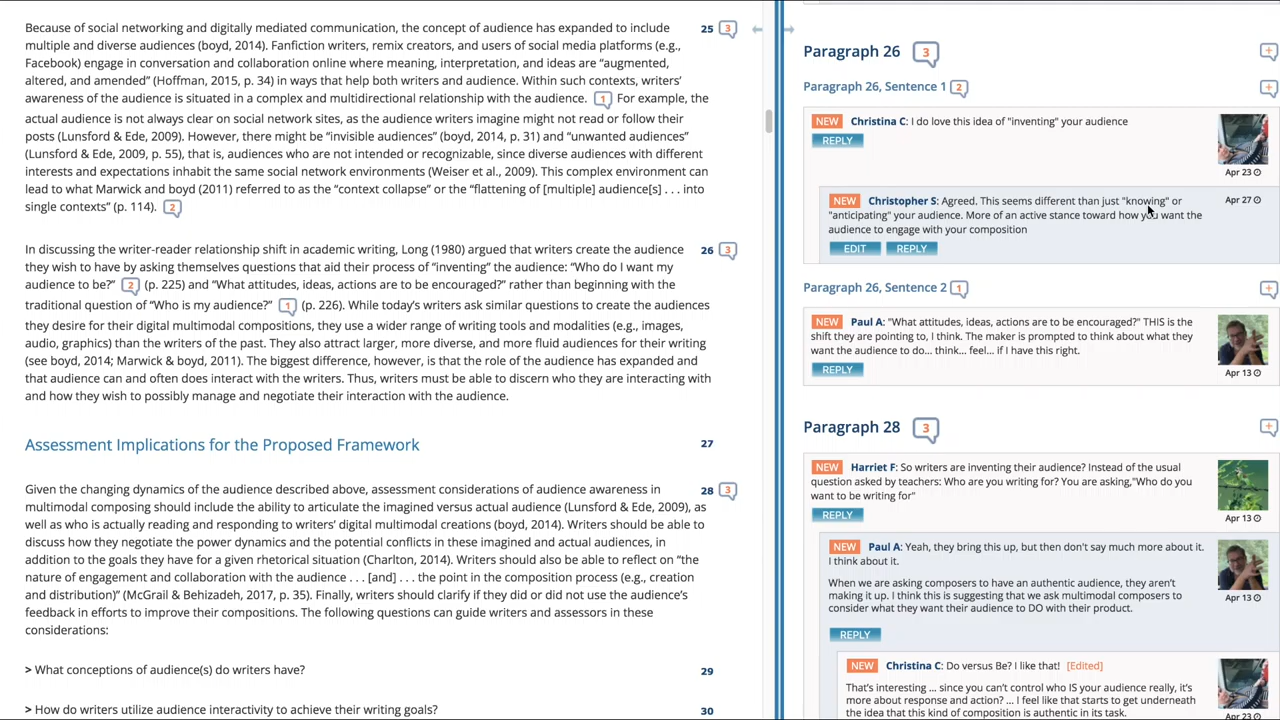 Because of social networking and digitally mediated communication, the concept of audience has expanded to include
25 3
multiple and diverse audiences (boyd, 2014). Fanfiction writers, remix creators, and users of social media platforms (e.g.,
Facebook) engage in conversation and collaboration online where meaning, interpretation, and ideas are “augmented,
altered, and amended” (Hoffman, 2015, p. 34) in ways that help both writers and audience. Within such contexts, writers’
awareness of the audience is situated in a complex and multidirectional relationship with the audience. 1 For example, the
actual audience is not always clear on social network sites, as the audience writers imagine might not read or follow their
posts (Lunsford & Ede, 2009). However, there might be “invisible audiences” (boyd, 2014, p. 31) and “unwanted audiences”
(Lunsford & Ede, 2009, p. 55), that is, audiences who are not intended or recognizable, since diverse audiences with different
interests and expectations inhabit the same social network environments (Weiser et al., 2009). This complex environment can
lead to what Marwick and boyd (2011) referred to as the “context collapse” or the “flattening of [multiple] audience[s] . . . into
single contexts” (p. 114). 2
In discussing the writer-reader relationship shift in academic writing, Long (1980) argued that writers create the audience
26 3
they wish to have by asking themselves questions that aid their process of “inventing” the audience: “Who do I want my
audience to be?” 2 (p. 225) and “What attitudes, ideas, actions are to be encouraged?” rather than beginning with the
traditional question of “Who is my audience?” 1 (p. 226). While today’s writers ask similar questions to create the audiences
they desire for their digital multimodal compositions, they use a wider range of writing tools and modalities (e.g., images,
audio, graphics) than the writers of the past. They also attract larger, more diverse, and more fluid audiences for their writing
(see boyd, 2014; Marwick & boyd, 2011). The biggest difference, however, is that the role of the audience has expanded and
that audience can and often does interact with the writers. Thus, writers must be able to discern who they are interacting with
and how they wish to possibly manage and negotiate their interaction with the audience.
Assessment Implications for the Proposed Framework
27
Given the changing dynamics of the audience described above, assessment considerations of audience awareness in
28 3
multimodal composing should include the ability to articulate the imagined versus actual audience (Lunsford & Ede, 2009), as
well as who is actually reading and responding to writers’ digital multimodal creations (boyd, 2014). Writers should be able to
discuss how they negotiate the power dynamics and the potential conflicts in these imagined and actual audiences, in
addition to the goals they have for a given rhetorical situation (Charlton, 2014). Writers should also be able to reflect on “the
nature of engagement and collaboration with the audience . . . [and] . . . the point in the composition process (e.g., creation
and distribution)” (McGrail & Behizadeh, 2017, p. 35). Finally, writers should clarify if they did or did not use the audience’s
feedback in efforts to improve their compositions. The following questions can guide writers and assessors in these
considerations:
> What conceptions of audience(s) do writers have?
29
> How do writers utilize audience interactivity to achieve their writing goals?
30
Paragraph 26 3
Paragraph 26, Sentence 1 2
NEW Christina C: I do love this idea of "inventing" your audience
REPLY
Apr 23
NEW Christopher S: Agreed. This seems different than just "knowing" or
Apr 27
"anticipating" your audience. More of an active stance toward how you want the
audience to engage with your composition
EDIT REPLY
Paragraph 26, Sentence 2 1
NEW Paul A: "What attitudes, ideas, actions are to be encouraged?" THIS is the
shift they are pointing to, I think. The maker is prompted to think about what they
want the audience to do... think... feel... if I have this right.
REPLY
Apr 13
Paragraph 28 3
NEW Harriet F: So writers are inventing their audience? Instead of the usual
question asked by teachers: Who are you writing for? You are asking,"Who do you
want to be writing for"
REPLY
Apr 13
NEW Paul A: Yeah, they bring this up, but then don't say much more about it.
I think about it.
When we are asking composers to have an authentic audience, they aren’t
making it up. I think this is suggesting that we ask multimodal composers to
consider what they want their audience to DO with their product.
Apr 13
REPLY
NEW Christina C: Do versus Be? I like that! [Edited]
That’s interesting ... since you can’t control who IS your audience really, it’s
more about response and action? ... I feel like that starts to get underneath
the idea that this kind of composition is authentic in its task.
Apr 23